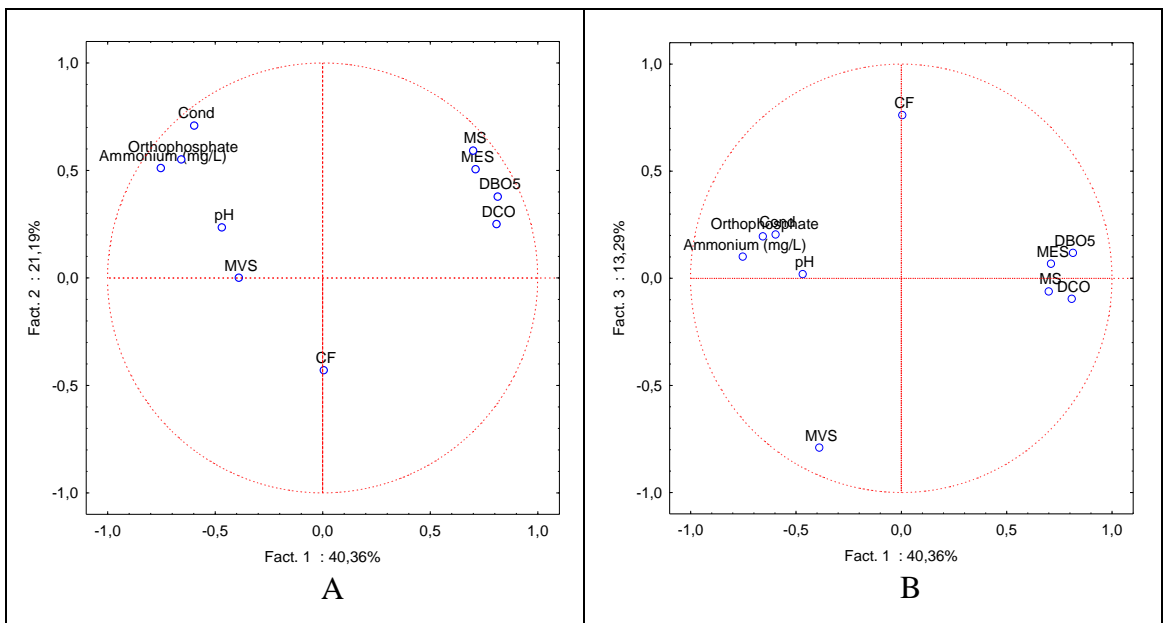 1,0
Cond
Orthophosphate
MS
Ammonium (mg/L)
MES
0,5
DBO5
DCO
pH
MVS
0,0
CF
-0,5
-1,0
-1,0 -0,5 0,0 0,5 1,0
Fact. 2 : 21,19%
Fact. 1 : 40,36%
A
1,0
CF
0,5
Cond
Orthophosphate
Ammonium (mg/L)
DBO5
MES
pH
MS
DCO
0,0
-0,5
MVS
-1,0
-1,0 -0,5 0,0 0,5 1,0
Fact. 3 : 13,29%
Fact. 1 : 40,36%
B